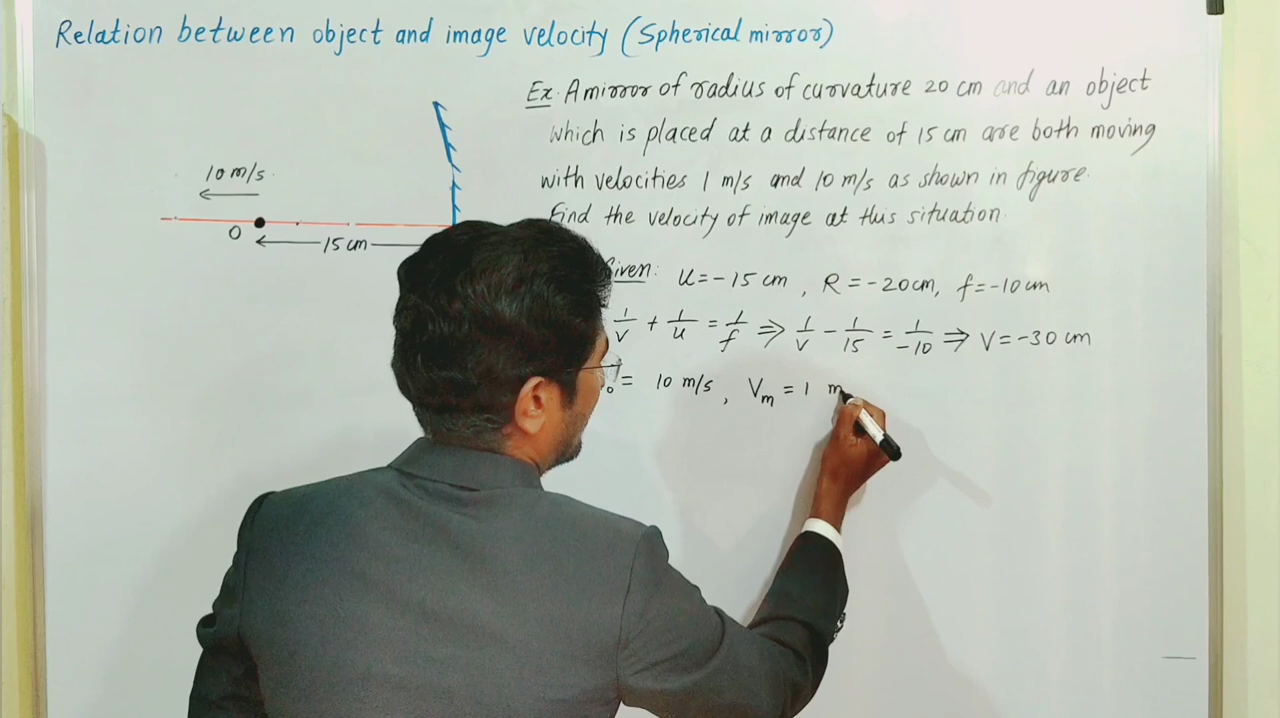 Relation between object and image velocity (Spherical mirror)
Ex. A mirror of radius of curvature 20 cm and an object
which is placed at a distance of 15 cm are both moving
with velocities 1 m/s and 10 m/s as shown in figure.
Find the velocity of image at this situation.
10 m/s
O
15 cm
Given: u = -15 cm , R = -20 cm, f = -10 cm
1/v + 1/u = 1/f ⇒ 1/v - 1/15 = 1/-10 ⇒ V = -30 cm
o = 10 m/s , Vm = 1 m